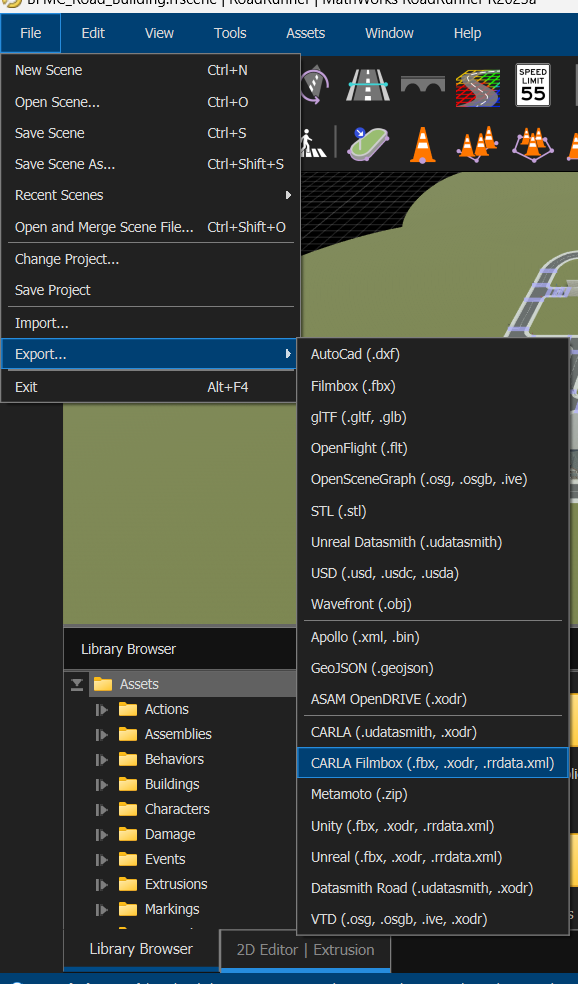 BFMC_Road_Building.rrscene | RoadRunner | MathWorks RoadRunner R2025a
File Edit View Tools Assets Window Help
New Scene Ctrl+N
Open Scene... Ctrl+O
Save Scene Ctrl+S
Save Scene As... Ctrl+Shift+S
Recent Scenes
Open and Merge Scene File... Ctrl+Shift+O
Change Project...
Save Project
Import...
Export...
Exit Alt+F4
SPEED
LIMIT
55
AutoCad (.dxf)
Filmbox (.fbx)
glTF (.gltf, .glb)
OpenFlight (.flt)
OpenSceneGraph (.osg, .osgb, .ive)
STL (.stl)
Unreal Datasmith (.udatasmith)
USD (.usd, .usdc, .usda)
Wavefront (.obj)
Apollo (.xml, .bin)
GeoJSON (.geojson)
ASAM OpenDRIVE (.xodr)
CARLA (.udatasmith, .xodr)
CARLA Filmbox (.fbx, .xodr, .rrdata.xml)
Metamoto (.zip)
Unity (.fbx, .xodr, .rrdata.xml)
Unreal (.fbx, .xodr, .rrdata.xml)
Datasmith Road (.udatasmith, .xodr)
VTD (.osg, .osgb, .ive, .xodr)
Library Browser
Assets
Actions
Assemblies
Behaviors
Buildings
Characters
Damage
Events
Extrusions
Markings
Library Browser
2D Editor | Extrusion